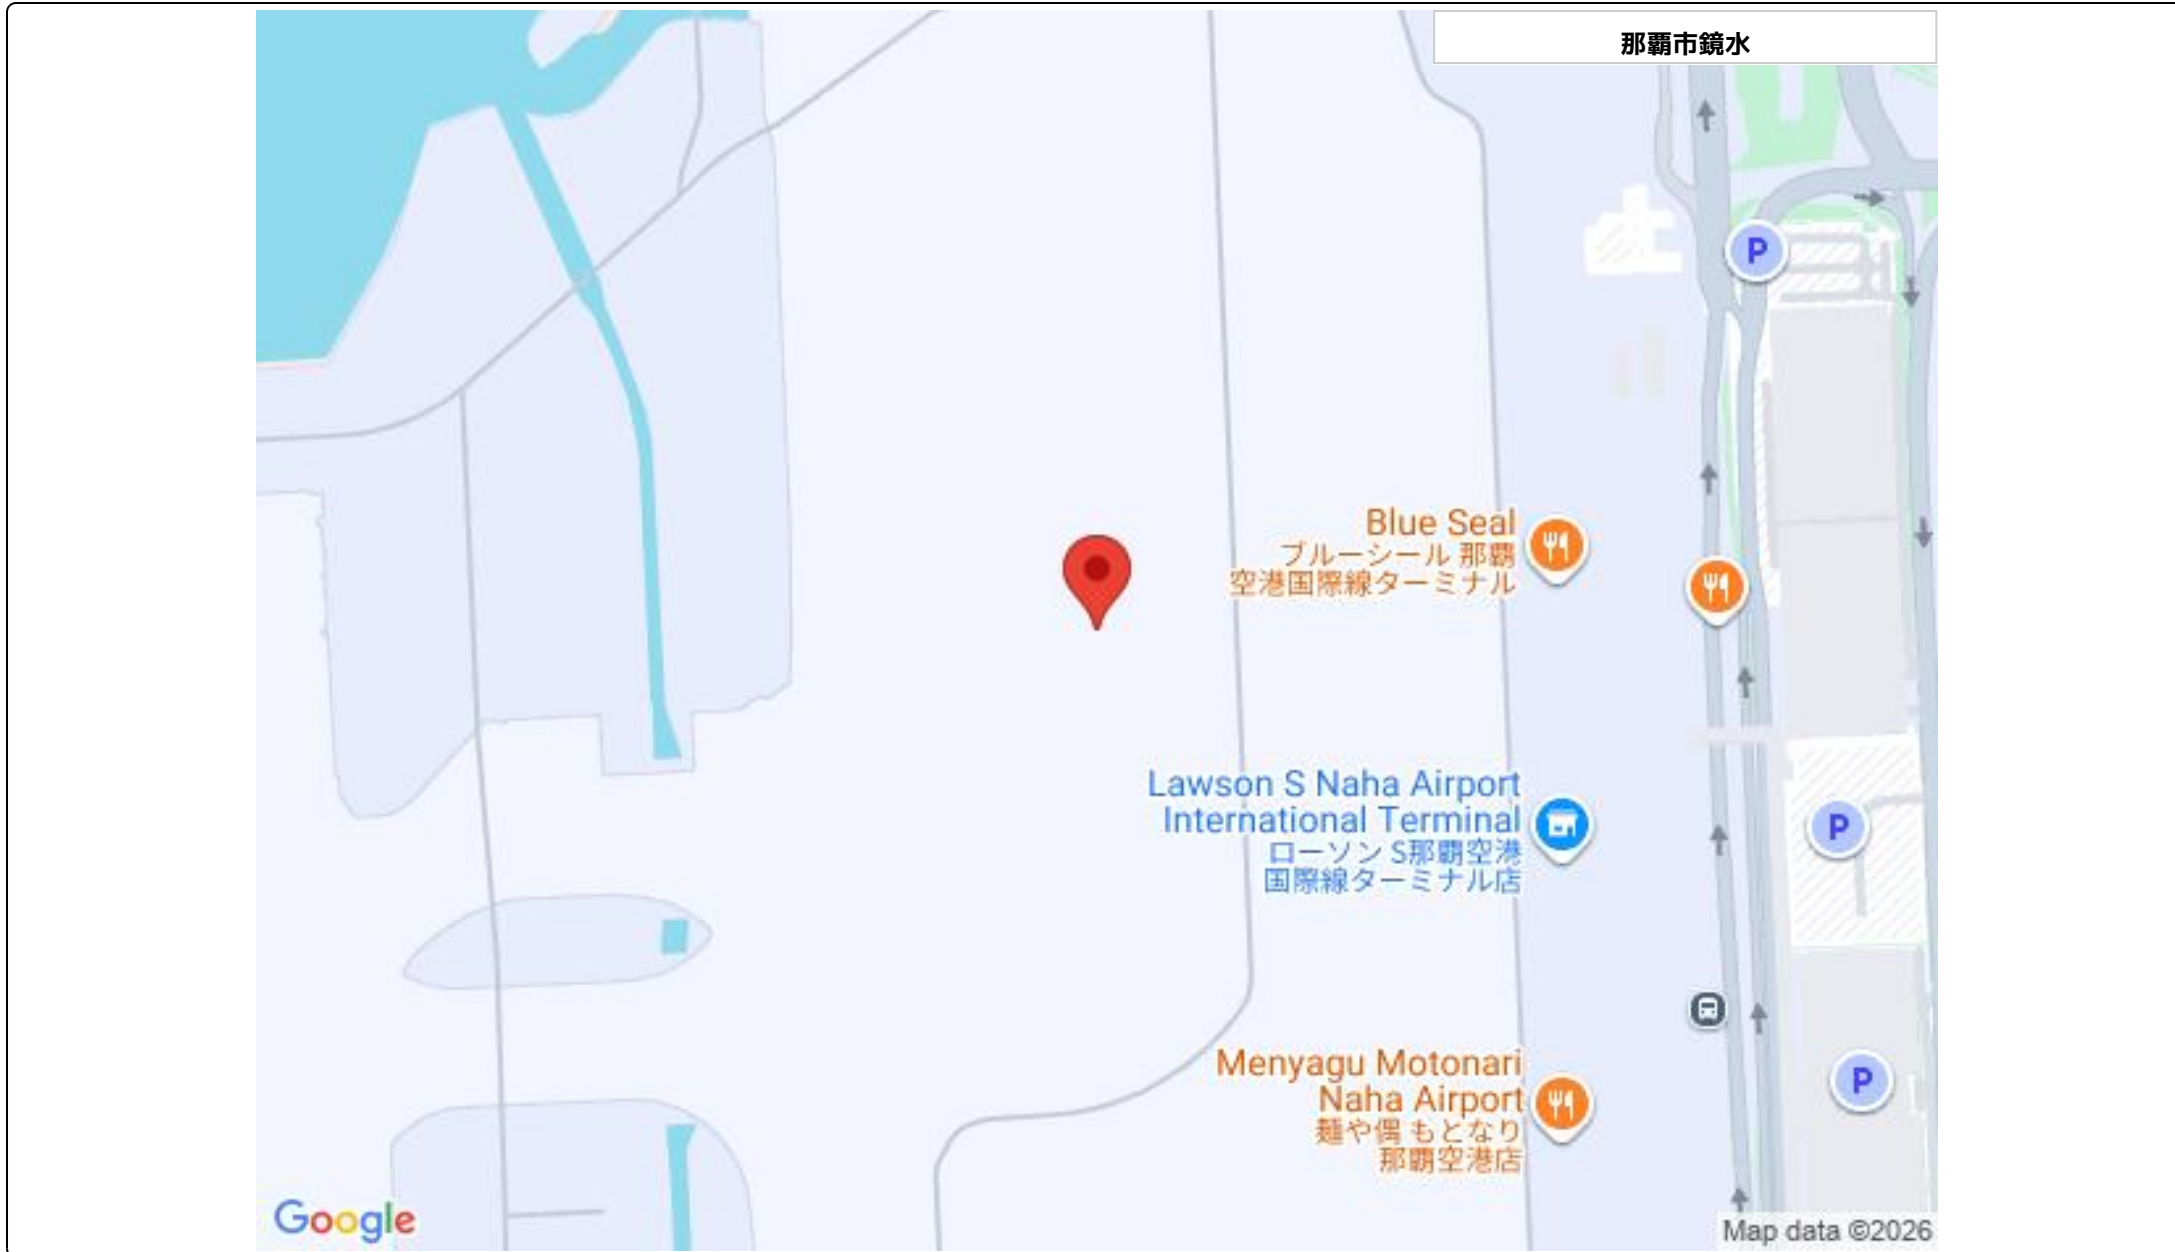 那覇市鏡水
P
Blue Seal
ブルーシール 那覇
空港国際線ターミナル
Lawson S Naha Airport
International Terminal
ローソン S那覇空港
国際線ターミナル店
P
Menyagu Motonari
Naha Airport
麺や偶 もとなり
那覇空港店
P
Google
Map data ©2026